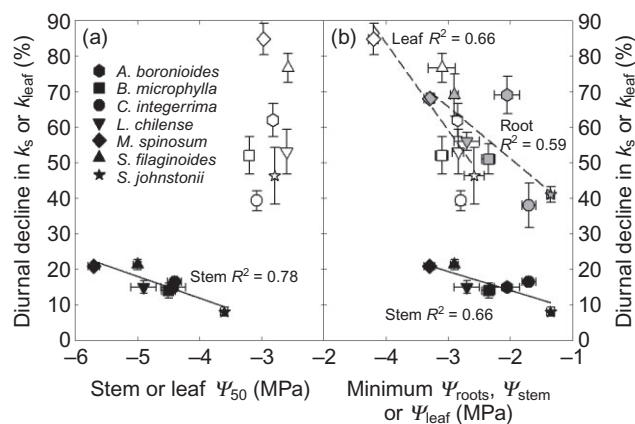 (a)
(b)
Diurnal decline in ks or kleaf (%)
90
80
70
60
50
40
30
20
10
0
A. boronioides
B. microphylla
C. integerrima
L. chilense
M. spinosum
S. filaginoides
S. johnstonii
Stem R² = 0.78
Leaf R² = 0.66
Root
R² = 0.59
Stem R² = 0.66
90
80
70
60
50
40
30
20
10
0
Diurnal decline in ks or kleaf (%)
−6 −5 −4 −3 −2
−4 −3 −2 −1
Stem or leaf Ψ50 (MPa)
Minimum Ψroots, Ψstem
or Ψleaf (MPa)